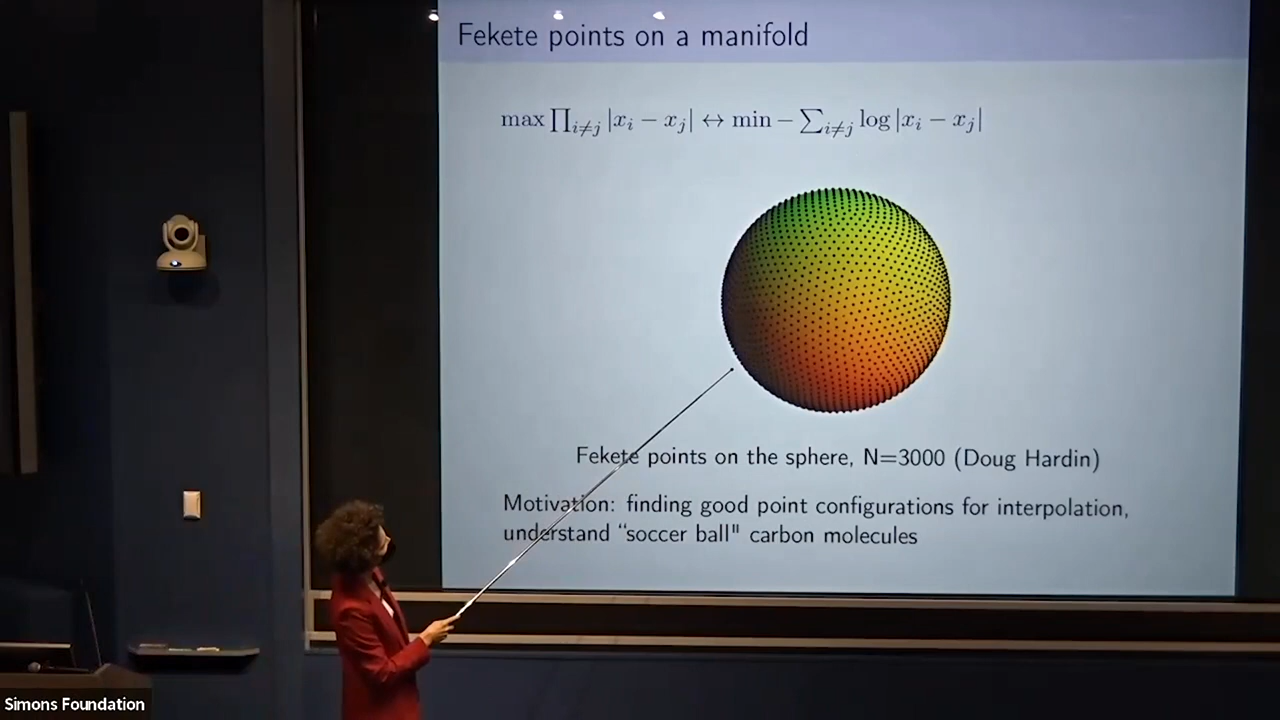 Fekete points on a manifold
max ∏_{i≠j} |x_i − x_j| ↔ min − ∑_{i≠j} log |x_i − x_j|
Fekete points on the sphere, N=3000 (Doug Hardin)
Motivation: finding good point configurations for interpolation,
understand “soccer ball" carbon molecules
Simons Foundation